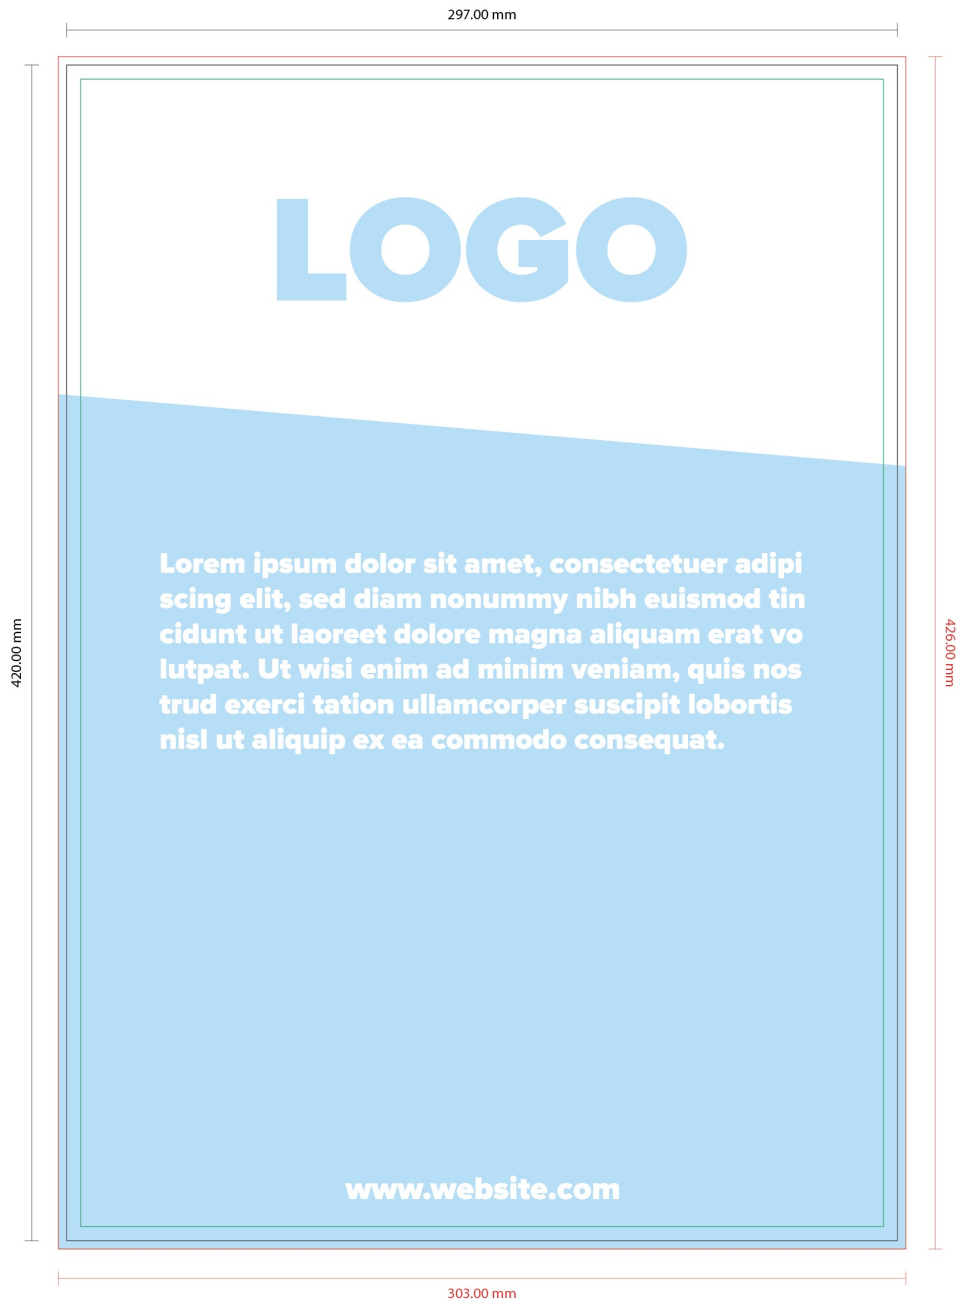 297.00 mm
LOGO
Lorem ipsum dolor sit amet, consectetuer adipi
scing elit, sed diam nonummy nibh euismod tin
cidunt ut laoreet dolore magna aliquam erat vo
lutpat. Ut wisi enim ad minim veniam, quis nos
trud exerci tation ullamcorper suscipit lobortis
nisl ut aliquip ex ea commodo consequat.
420.00 mm
426.00 mm
www.website.com
303.00 mm